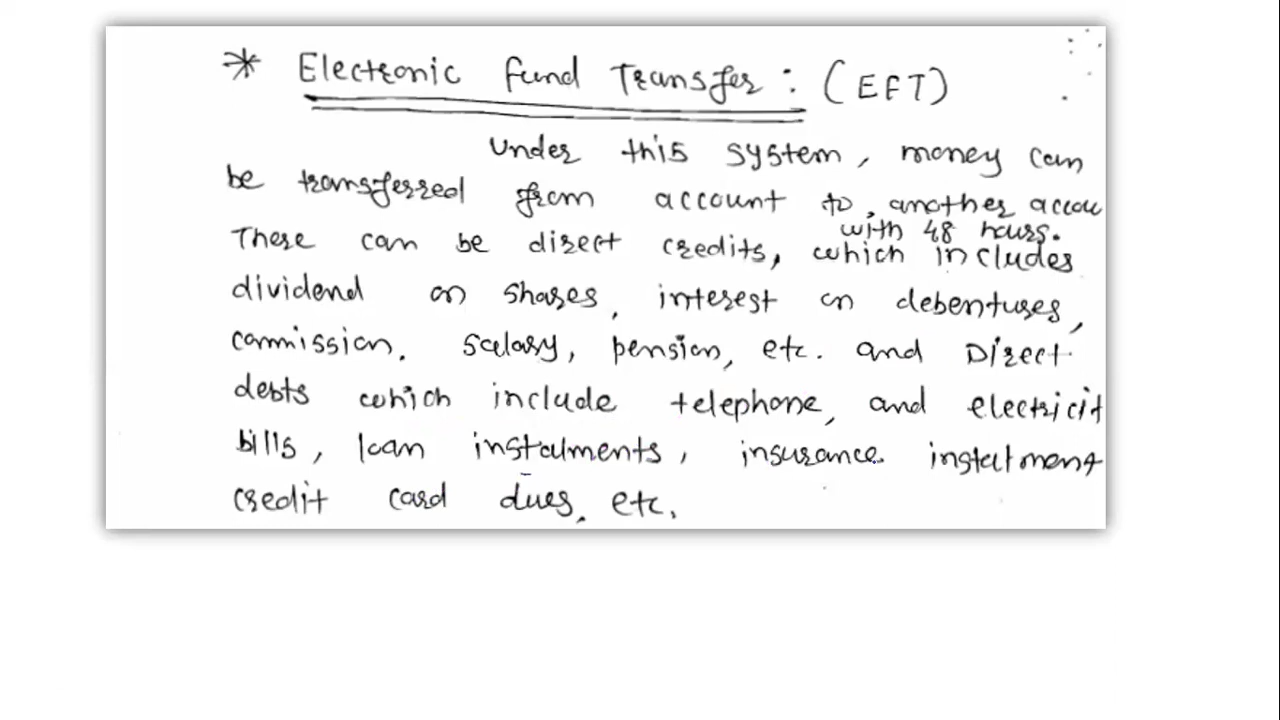 * Electronic Fund Transfer : (EFT)
Under this system, money can
be transferred from account to, another accou
with 48 hours.
There can be direct credits, which includes
dividend on shares, interest on debentures,
commission. salary, pension, etc. and Direct
debts which include telephone, and electricit
bills, loan instalments, insurance instalment
credit card dues, etc.